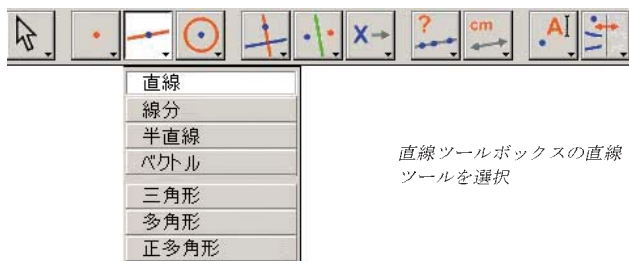 ?
cm
A
X
直線
線分
半直線
ベクトル
三角形
多角形
正多角形
直線ツールボックスの直線
ツールを選択